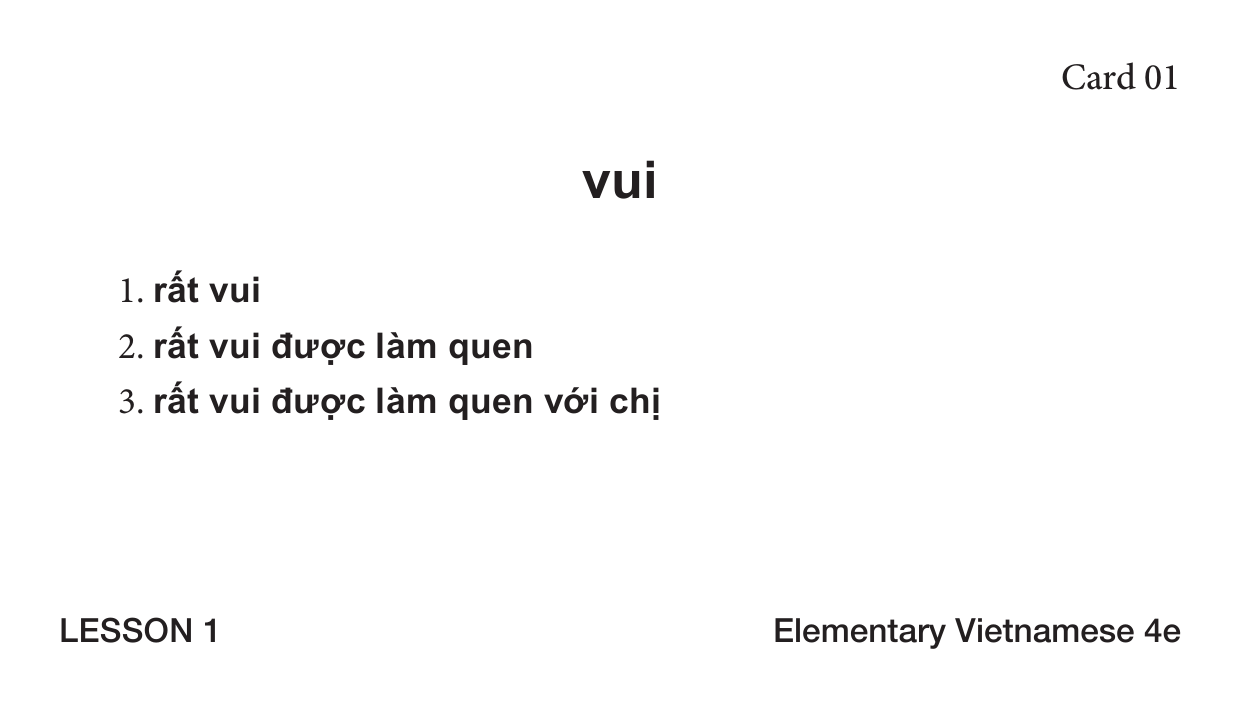 Card 01
vui
1. rất vui
2. rất vui được làm quen
3. rất vui được làm quen với chị
LESSON 1
Elementary Vietnamese 4e